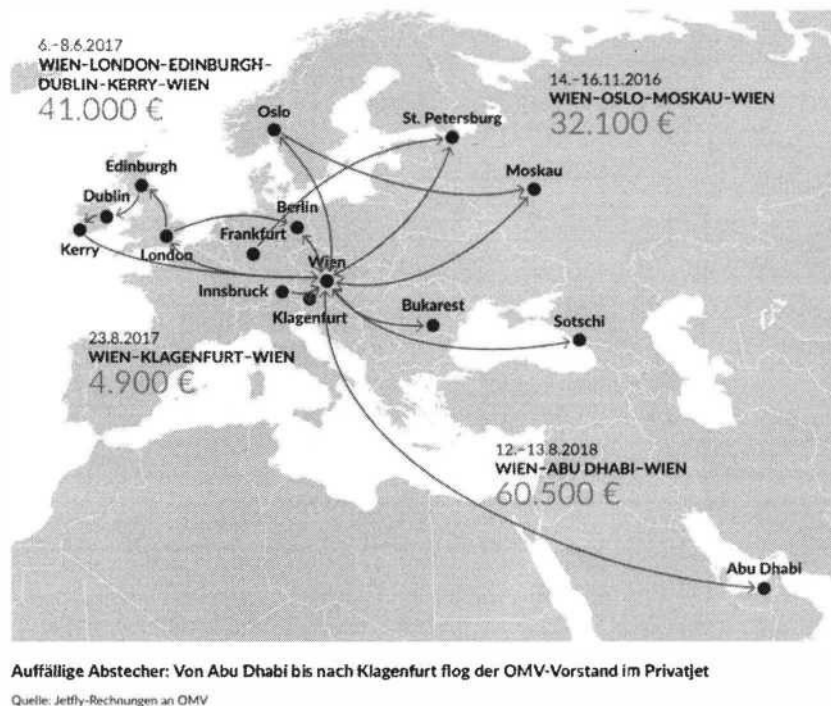 6.–8.6.2017
WIEN–LONDON–EDINBURGH–
DUBLIN–KERRY–WIEN
41.000 €
14.–16.11.2016
WIEN–OSLO–MOSKAU–WIEN
32.100 €
Oslo
St. Petersburg
Edinburgh
Moskau
Dublin
Berlin
Kerry
London
Frankfurt
Wien
Innsbruck
Klagenfurt
Bukarest
Sotschi
23.8.2017
WIEN–KLAGENFURT–WIEN
4.900 €
12.–13.8.2018
WIEN–ABU DHABI–WIEN
60.500 €
Abu Dhabi
Auffällige Abstecher: Von Abu Dhabi bis nach Klagenfurt flog der OMV-Vorstand im Privatjet
Quelle: Jetfly-Rechnungen an OMV